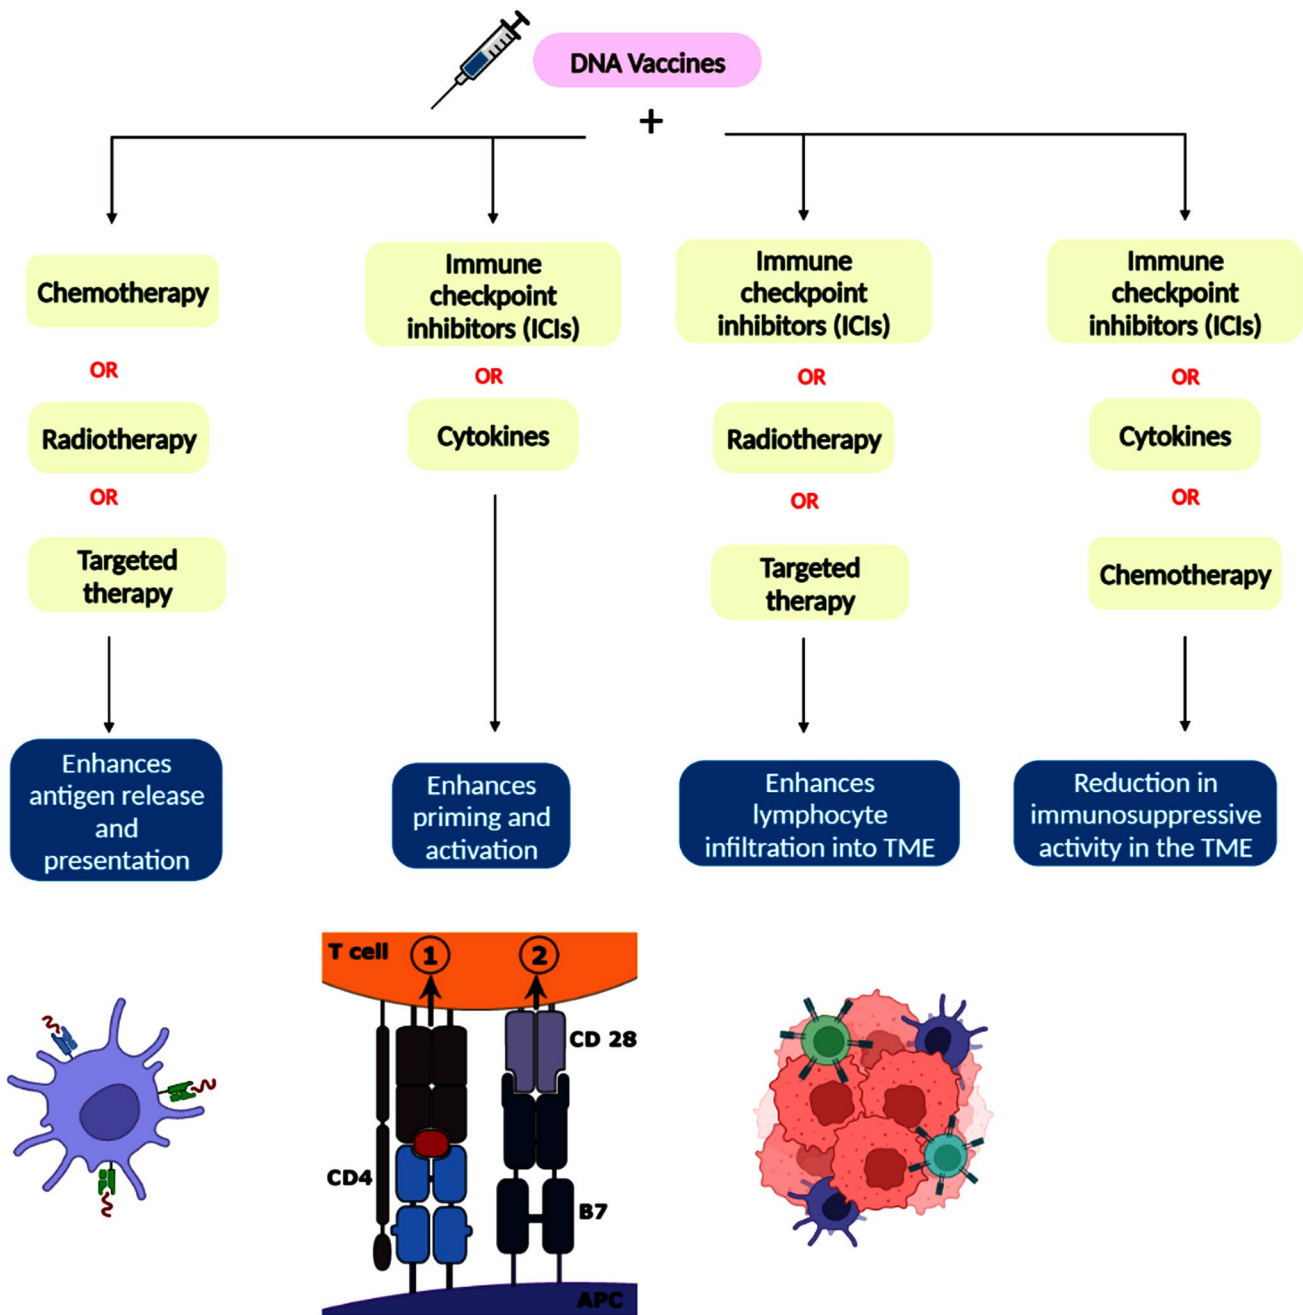 DNA Vaccines
+
Chemotherapy
OR
Radiotherapy
OR
Targeted
therapy
Enhances
antigen release
and
presentation
Immune
checkpoint
inhibitors (ICIs)
OR
Cytokines
Enhances
priming and
activation
Immune
checkpoint
inhibitors (ICIs)
OR
Radiotherapy
OR
Targeted
therapy
Enhances
lymphocyte
infiltration into TME
Immune
checkpoint
inhibitors (ICIs)
OR
Cytokines
OR
Chemotherapy
Reduction in
immunosuppressive
activity in the TME
T cell
1
2
CD 28
CD4
B7
APC